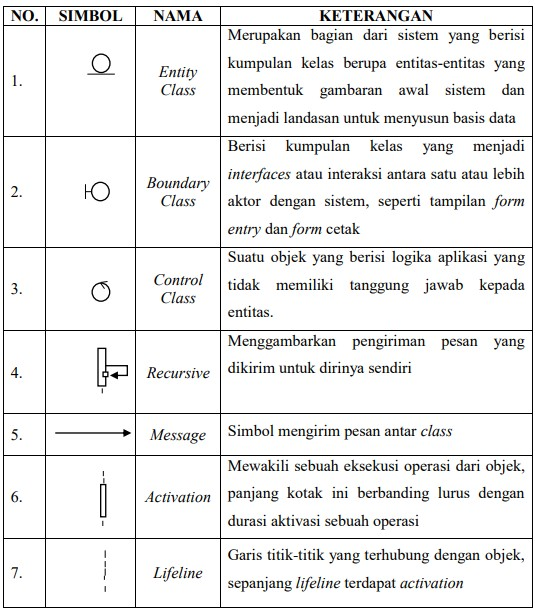 NO. SIMBOL NAMA KETERANGAN
1.
Entity
Class
Merupakan bagian dari sistem yang berisi
kumpulan kelas berupa entitas-entitas yang
membentuk gambaran awal sistem dan
menjadi landasan untuk menyusun basis data
2.
Boundary
Class
Berisi kumpulan kelas yang menjadi
interfaces atau interaksi antara satu atau lebih
aktor dengan sistem, seperti tampilan form
entry dan form cetak
3.
Control
Class
Suatu objek yang berisi logika aplikasi yang
tidak memiliki tanggung jawab kepada
entitas.
4.
Recursive
Menggambarkan pengiriman pesan yang
dikirim untuk dirinya sendiri
5.
Message
Simbol mengirim pesan antar class
6.
Activation
Mewakili sebuah eksekusi operasi dari objek,
panjang kotak ini berbanding lurus dengan
durasi aktivasi sebuah operasi
7.
Lifeline
Garis titik-titik yang terhubung dengan objek,
sepanjang lifeline terdapat activation